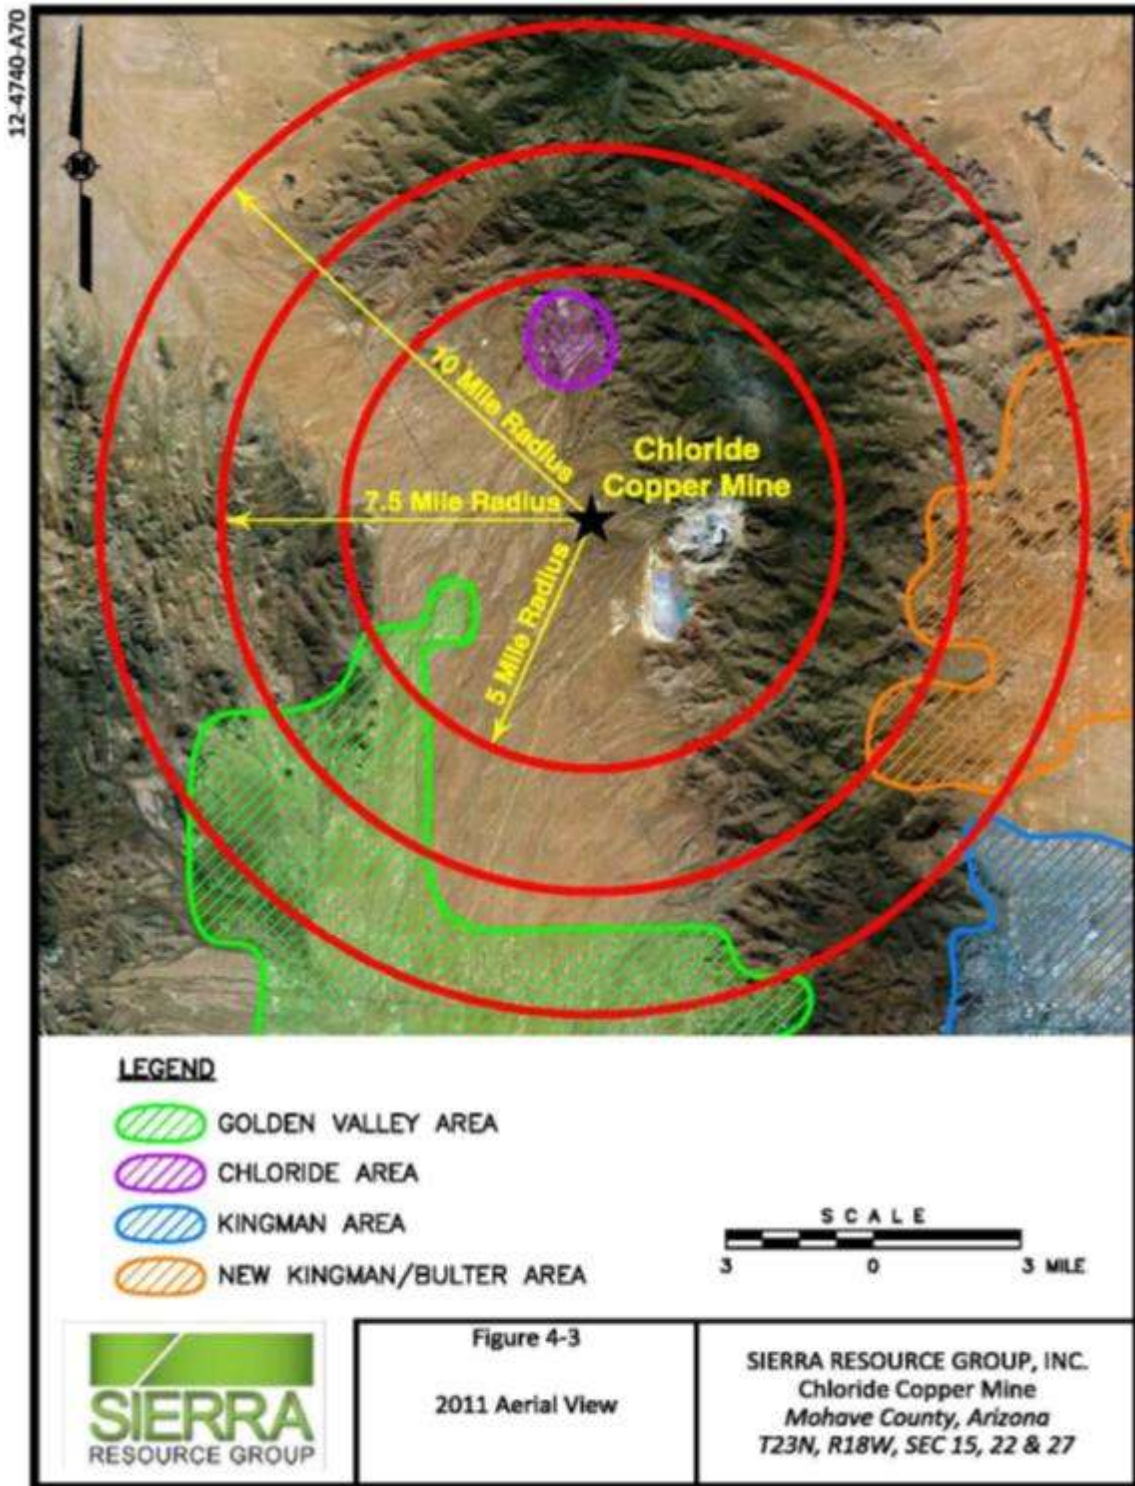 12-4740-A70
10 Mile Radius
Chloride
Copper Mine
7.5 Mile Radius
5 Mile Radius
LEGEND
GOLDEN VALLEY AREA
CHLORIDE AREA
KINGMAN AREA
NEW KINGMAN/BULTER AREA
SCALE
3 0 3 MILE
SIERRA
RESOURCE GROUP
Figure 4-3
2011 Aerial View
SIERRA RESOURCE GROUP, INC.
Chloride Copper Mine
Mohave County, Arizona
T23N, R18W, SEC 15, 22 & 27